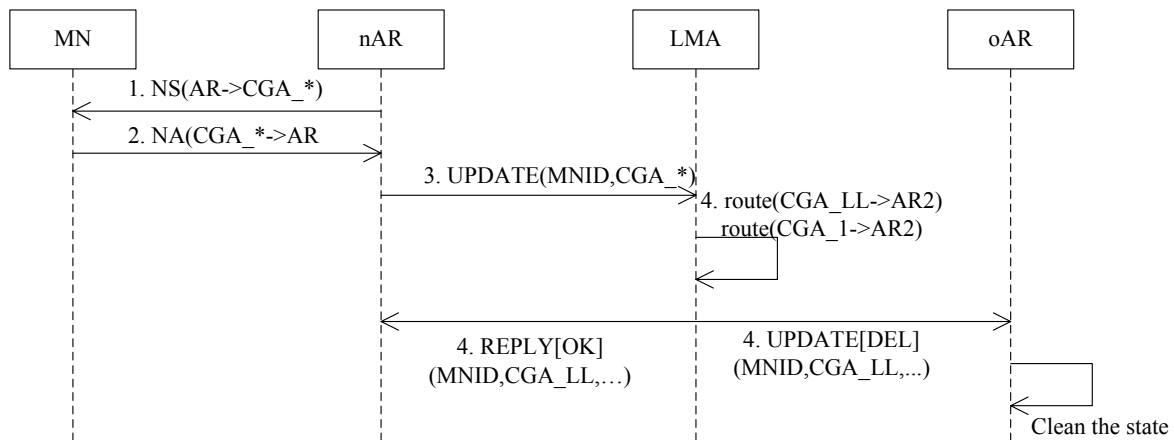 MN
nAR
LMA
oAR
1. NS(AR->CGA_*)
2. NA(CGA_*->AR
3. UPDATE(MNID,CGA_*)
4. route(CGA_LL->AR2)
route(CGA_1->AR2)
4. REPLY[OK]
(MNID,CGA_LL,…)
4. UPDATE[DEL]
(MNID,CGA_LL,...)
Clean the state